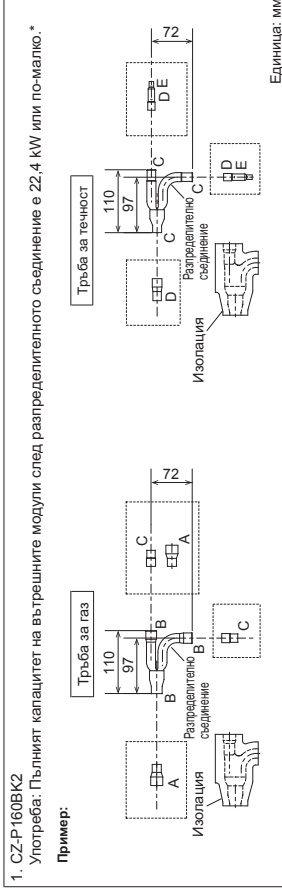 1. CZ-P160BK2
Употреба: Пълният капацитет на вътрешните модули след разпределителното съединение е 22,4 kW или по-малко.*
Пример:
Тръба за газ
110
97
72
A
B
B
B
C
A
C
Разпределително
съединение
Изолация
Тръба за течност
110
97
72
D
C
C
C
D
E
D
E
Разпределително
съединение
Изолация
Единица: мм